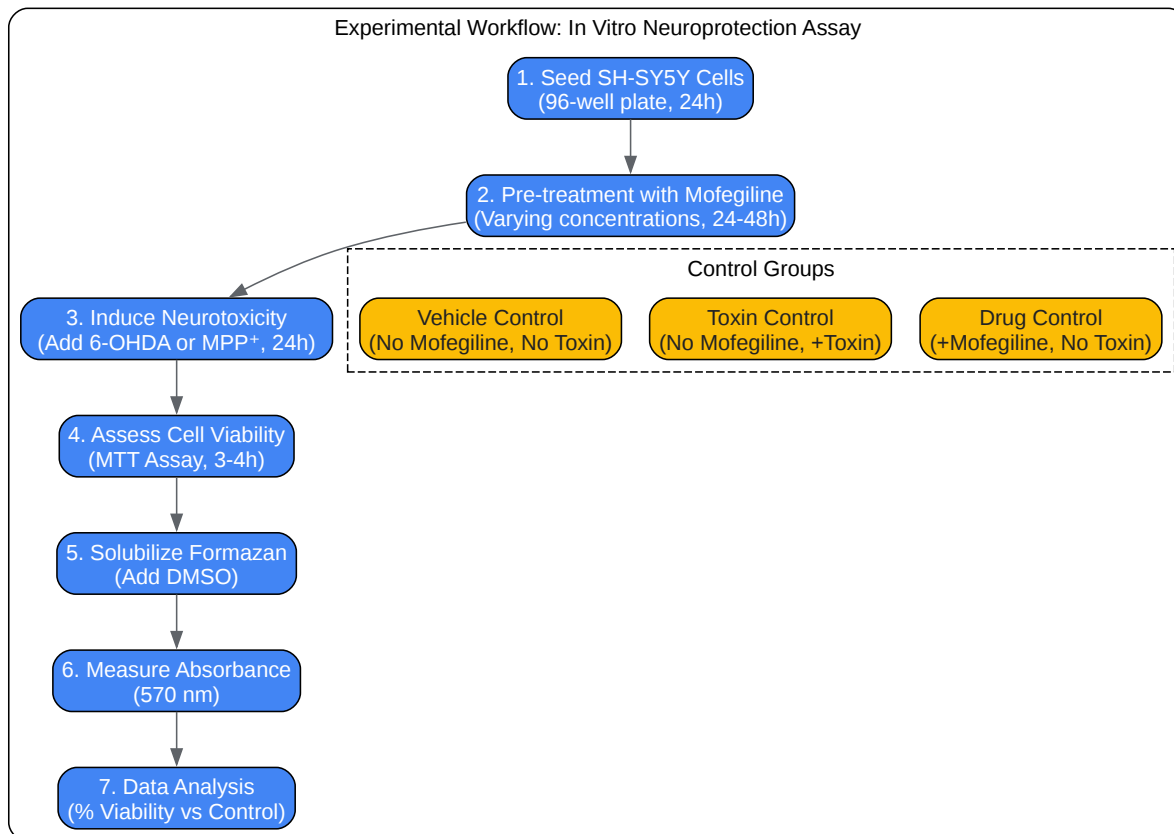 Experimental Workflow: In Vitro Neuroprotection Assay
1. Seed SH-SY5Y Cells
(96-well plate, 24h)
2. Pre-treatment with Mofegiline
(Varying concentrations, 24-48h)
Control Groups
3. Induce Neurotoxicity
(Add 6-OHDA or MPP⁺, 24h)
Vehicle Control
(No Mofegiline, No Toxin)
Toxin Control
(No Mofegiline, +Toxin)
Drug Control
(+Mofegiline, No Toxin)
4. Assess Cell Viability
(MTT Assay, 3-4h)
5. Solubilize Formazan
(Add DMSO)
6. Measure Absorbance
(570 nm)
7. Data Analysis
(% Viability vs Control)